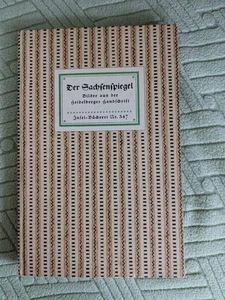 Der Sachsenspiegel
Bilder aus der
Heidelberger Handschrift
Insel-Bücherei Nr. 347